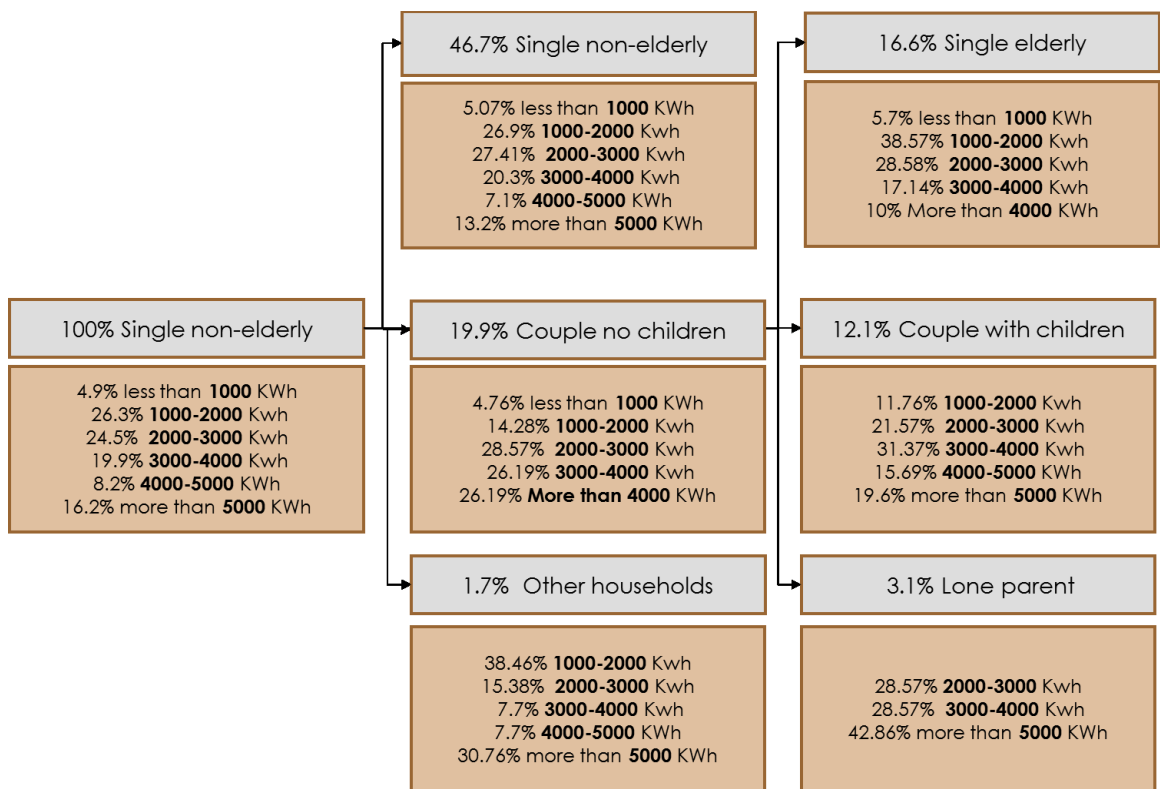 46.7% Single non-elderly
5.07% less than 1000 KWh
26.9% 1000-2000 Kwh
27.41% 2000-3000 Kwh
20.3% 3000-4000 Kwh
7.1% 4000-5000 Kwh
13.2% more than 5000 KWh
16.6% Single elderly
5.7% less than 1000 KWh
38.57% 1000-2000 Kwh
28.58% 2000-3000 Kwh
17.14% 3000-4000 Kwh
10% More than 4000 KWh
100% Single non-elderly
4.9% less than 1000 KWh
26.3% 1000-2000 Kwh
24.5% 2000-3000 Kwh
19.9% 3000-4000 Kwh
8.2% 4000-5000 Kwh
16.2% more than 5000 KWh
19.9% Couple no children
4.76% less than 1000 KWh
14.28% 1000-2000 Kwh
28.57% 2000-3000 Kwh
26.19% 3000-4000 Kwh
26.19% More than 4000 KWh
12.1% Couple with children
11.76% 1000-2000 Kwh
21.57% 2000-3000 Kwh
31.37% 3000-4000 Kwh
15.69% 4000-5000 Kwh
19.6% more than 5000 KWh
1.7% Other households
38.46% 1000-2000 Kwh
15.38% 2000-3000 Kwh
7.7% 3000-4000 Kwh
7.7% 4000-5000 Kwh
30.76% more than 5000 KWh
3.1% Lone parent
28.57% 2000-3000 Kwh
28.57% 3000-4000 Kwh
42.86% more than 5000 KWh